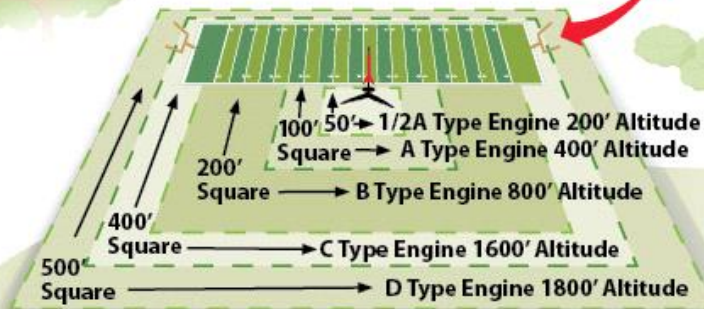 50' → 1/2A Type Engine 200' Altitude
100'
Square → A Type Engine 400' Altitude
200'
Square → B Type Engine 800' Altitude
400'
Square → C Type Engine 1600' Altitude
500'
Square → D Type Engine 1800' Altitude